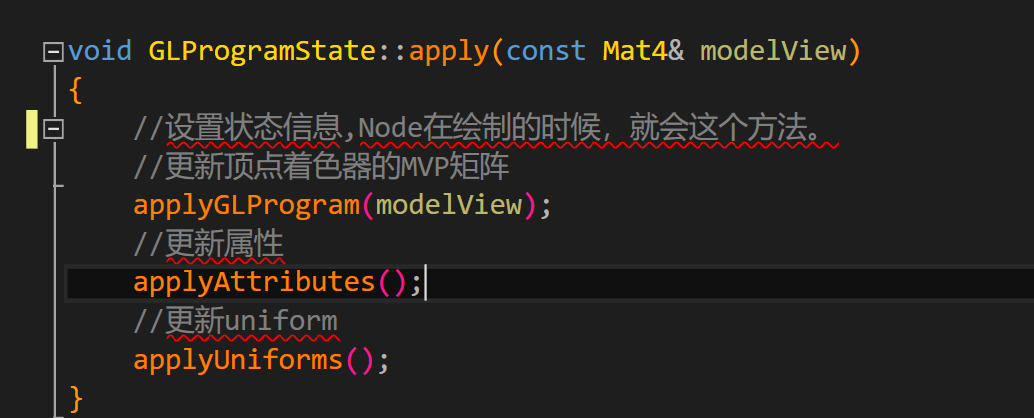 void GLProgramState::apply(const Mat4& modelView)
{
//设置状态信息,Node在绘制的时候，就会这个方法。
//更新顶点着色器的MVP矩阵
applyGLProgram(modelView);
//更新属性
applyAttributes();
//更新uniform
applyUniforms();
}